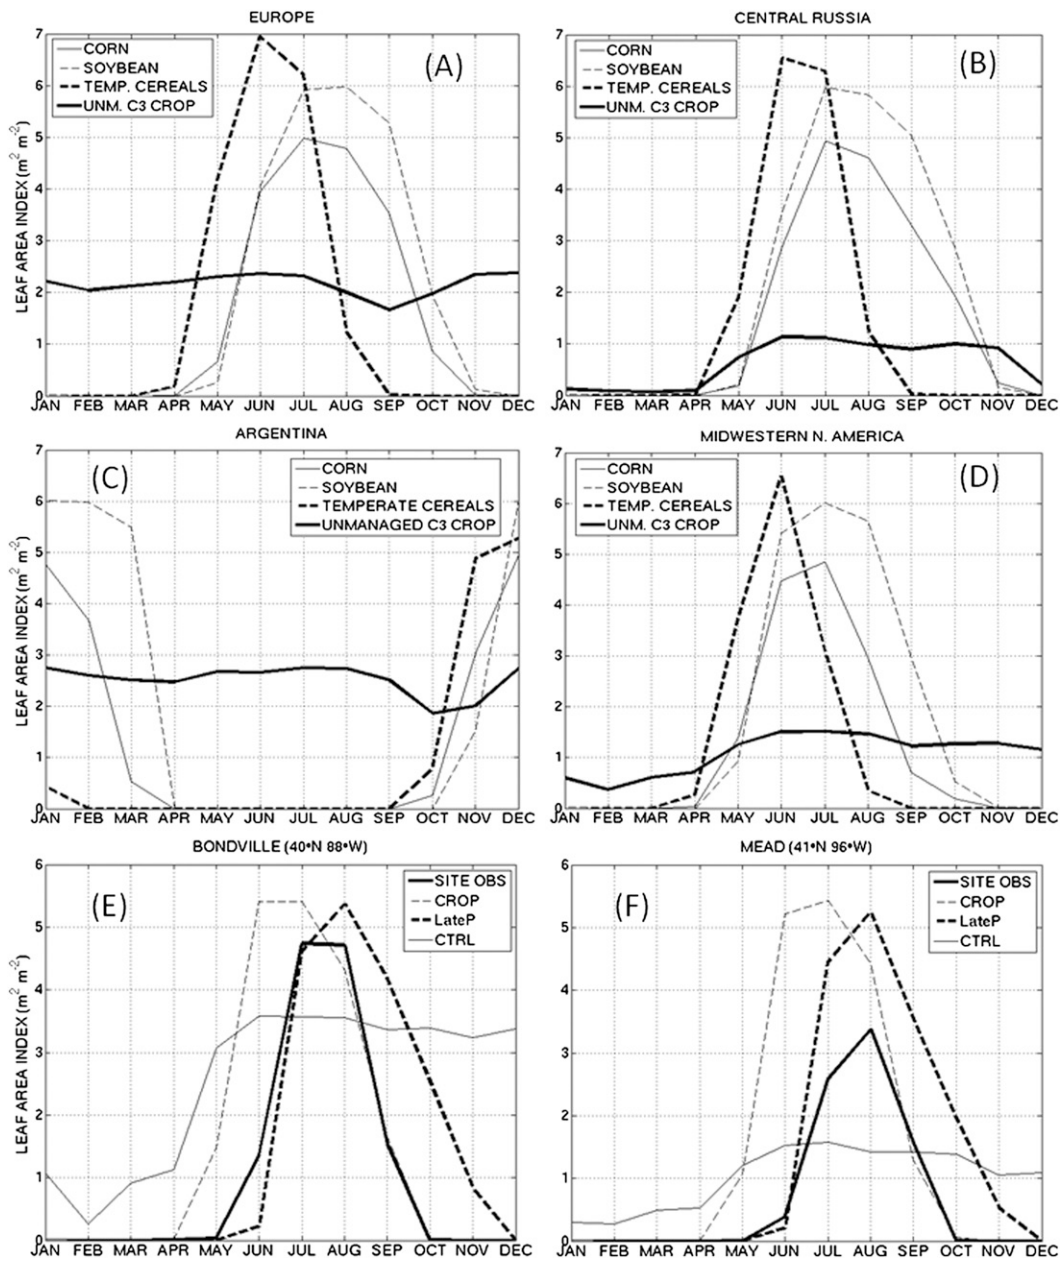 EUROPE
(A)
CORN
SOYBEAN
TEMP. CEREALS
UNM. C3 CROP
LEAF AREA INDEX (m² m⁻²)
7
6
5
4
3
2
1
0
JAN FEB MAR APR MAY JUN JUL AUG SEP OCT NOV DEC
CENTRAL RUSSIA
(B)
CORN
SOYBEAN
TEMP. CEREALS
UNM. C3 CROP
7
6
5
4
3
2
1
0
JAN FEB MAR APR MAY JUN JUL AUG SEP OCT NOV DEC
ARGENTINA
(C)
CORN
SOYBEAN
TEMPERATE CEREALS
UNMANAGED C3 CROP
LEAF AREA INDEX (m² m⁻²)
7
6
5
4
3
2
1
0
JAN FEB MAR APR MAY JUN JUL AUG SEP OCT NOV DEC
MIDWESTERN N. AMERICA
(D)
CORN
SOYBEAN
TEMP. CEREALS
UNM. C3 CROP
7
6
5
4
3
2
1
0
JAN FEB MAR APR MAY JUN JUL AUG SEP OCT NOV DEC
BONDVILLE (40•N 88•W)
(E)
SITE OBS
CROP
LateP
CTRL
LEAF AREA INDEX (m² m⁻²)
6
5
4
3
2
1
0
JAN FEB MAR APR MAY JUN JUL AUG SEP OCT NOV DEC
MEAD (41•N 96•W)
(F)
SITE OBS
CROP
LateP
CTRL
6
5
4
3
2
1
0
JAN FEB MAR APR MAY JUN JUL AUG SEP OCT NOV DEC